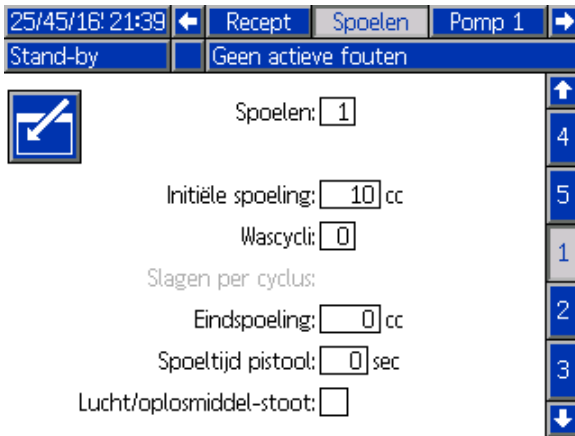 25/45/16' 21:39 Recept Spoelen Pomp 1
Stand-by Geen actieve fouten
Spoelen: 1
4
Initiële spoeling: 10 cc
5
Wascycli: 0
1
Slagen per cyclus:
Eindspoeling: 0 cc
2
Spoeltijd pistool: 0 sec
3
Lucht/oplosmiddel-stoot: